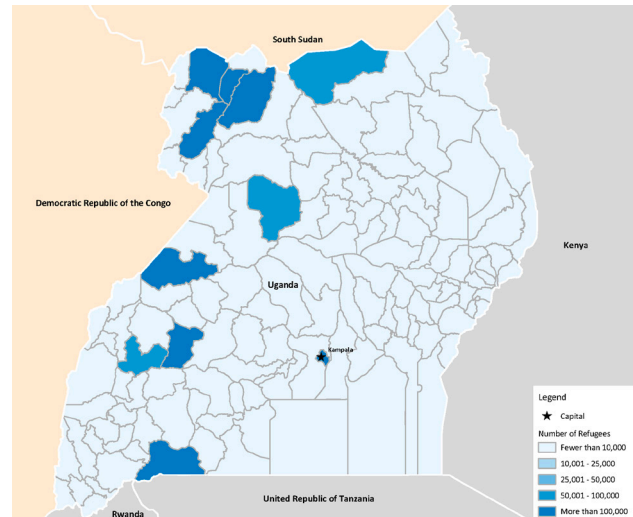 South Sudan
Democratic Republic of the Congo
Kenya
Uganda
Kampala
Legend
Capital
Number of Refugees
Fewer than 10,000
10,001 - 25,000
25,001 - 50,000
50,001 - 100,000
More than 100,000
United Republic of Tanzania
Rwanda